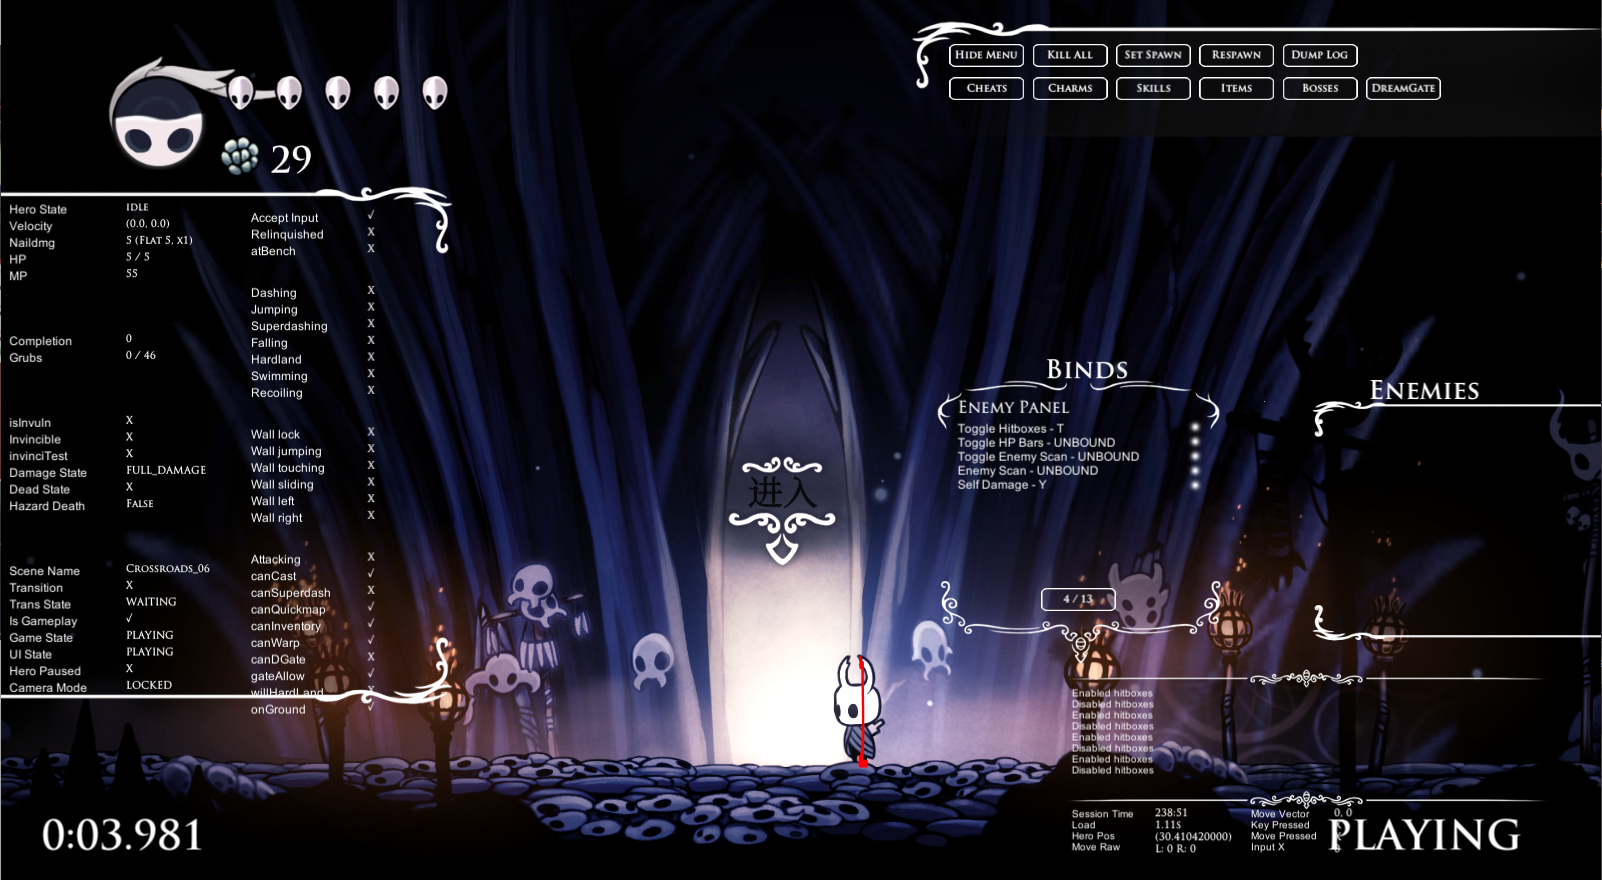 HIDE MENU KILL ALL SET SPAWN RESPAWN DUMP LOG
CHEATS CHARMS SKILLS ITEMS BOSSES DREAMGATE
29
Hero State IDLE
Velocity (0.0, 0.0)
Naildmg 5 (FLAT 5, X1)
HP 5 / 5
MP 55
Completion 0
Grubs 0 / 46
isInvuln X
Invincible X
invinciTest X
Damage State FULL_DAMAGE
Dead State X
Hazard Death FALSE
Scene Name CROSSROADS_06
Transition X
Trans State WAITING
Is Gameplay ✓
Game State PLAYING
UI State PLAYING
Hero Paused X
Camera Mode LOCKED
Accept Input ✓
Relinquished X
atBench X
Dashing X
Jumping X
Superdashing X
Falling X
Hardland X
Swimming X
Recoiling X
Wall lock X
Wall jumping X
Wall touching X
Wall sliding X
Wall left X
Wall right X
Attacking X
canCast ✓
canSuperdash X
canQuickmap ✓
canInventory ✓
canWarp ✓
canDGate X
gateAllow ✓
willHardLand X
onGround ✓
进入
BINDS
ENEMY PANEL
Toggle Hitboxes - T
Toggle HP Bars - UNBOUND
Toggle Enemy Scan - UNBOUND
Enemy Scan - UNBOUND
Self Damage - Y
4 / 13
ENEMIES
Enabled hitboxes
Disabled hitboxes
Enabled hitboxes
Disabled hitboxes
Enabled hitboxes
Disabled hitboxes
Enabled hitboxes
Disabled hitboxes
Session Time 238:51
Load 1.11S
Hero Pos (30.410420000)
Move Raw L: 0 R: 0
Move Vector 0, 0
Key Pressed
Move Pressed
Input X
PLAYING
0:03.981